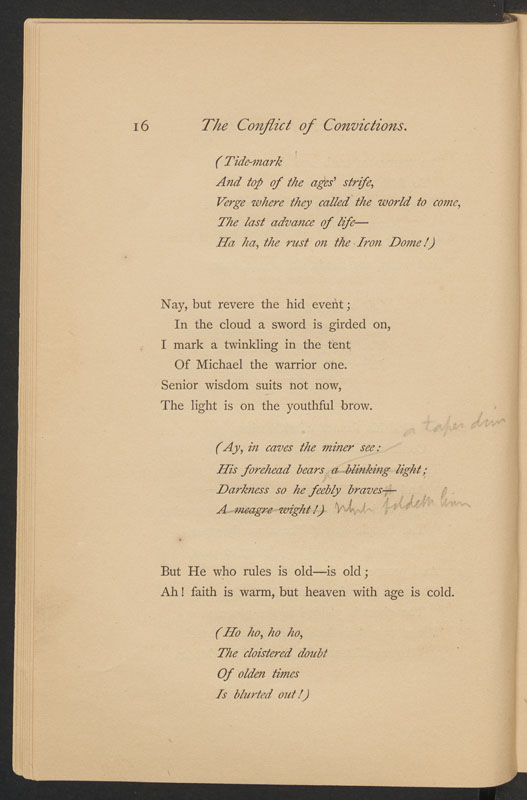 16 The Conflict of Convictions.
(Tide-mark
And top of the ages' strife,
Verge where they called the world to come,
The last advance of life—
Ha ha, the rust on the Iron Dome!)
Nay, but revere the hid event;
In the cloud a sword is girded on,
I mark a twinkling in the tent
Of Michael the warrior one.
Senior wisdom suits not now,
The light is on the youthful brow.
a taper dim
(Ay, in caves the miner see:
His forehead bears a blinking light;
Darkness so he feebly braves—
A meagre wight!) foldeth him
But He who rules is old—is old;
Ah! faith is warm, but heaven with age is cold.
(Ho ho, ho ho,
The cloistered doubt
Of olden times
Is blurted out!)